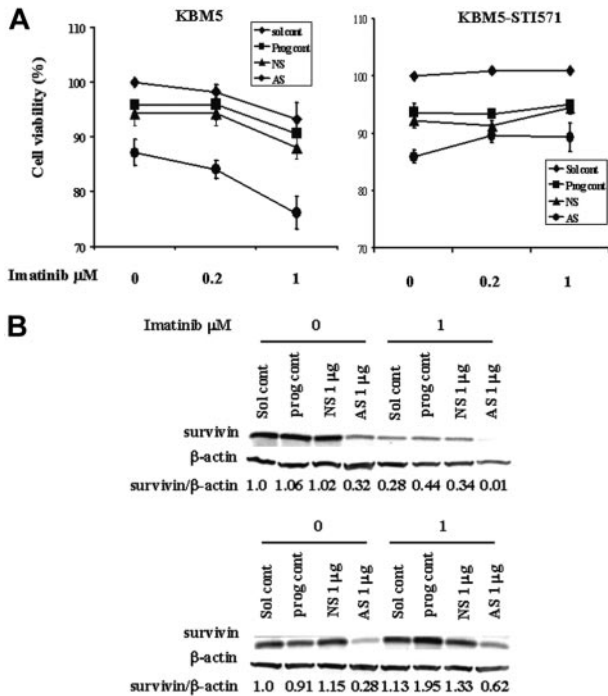 A
KBM5
sol cont
Prog cont
NS
AS
Cell viability (%)
110
100
90
80
70
Imatinib μM
0 0.2 1
KBM5-STI571
110
100
90
80
70
Sol cont
Prog cont
NS
AS
0 0.2 1
B
Imatinib μM 0 1
Sol cont prog cont NS 1 μg AS 1 μg Sol cont prog cont NS 1 μg AS 1 μg
survivin
β-actin
survivin/β-actin 1.0 1.06 1.02 0.32 0.28 0.44 0.34 0.01
0 1
Sol cont prog cont NS 1 μg AS 1 μg Sol cont prog cont NS 1 μg AS 1 μg
survivin
β-actin
survivin/β-actin 1.0 0.91 1.15 0.28 1.13 1.95 1.33 0.62